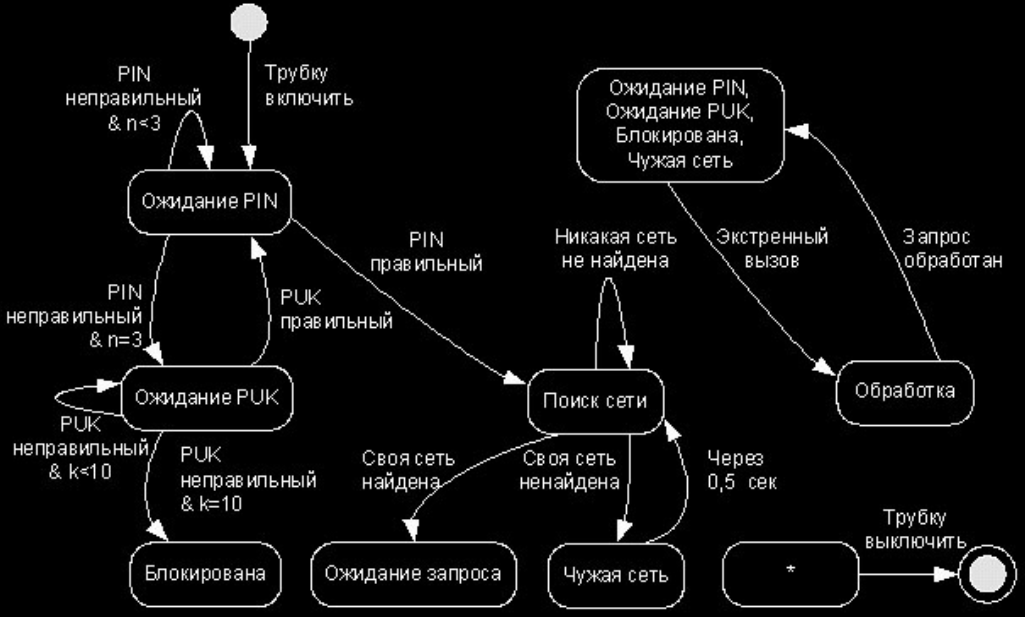 PIN
неправильный
& n<3
Трубку
включить
Ожидание PIN,
Ожидание PUK,
Блокирована,
Чужая сеть
Ожидание PIN
PIN
правильный
Никакая сеть
не найдена
Экстренный
вызов
Запрос
обработан
PIN
неправильный
& n=3
PUK
правильный
Ожидание PUK
Поиск сети
Обработка
PUK
неправильный
& k<10
PUK
неправильный
& k=10
Своя сеть
найдена
Своя сеть
ненайдена
Через
0,5 сек
Трубку
выключить
Блокирована
Ожидание запроса
Чужая сеть
*